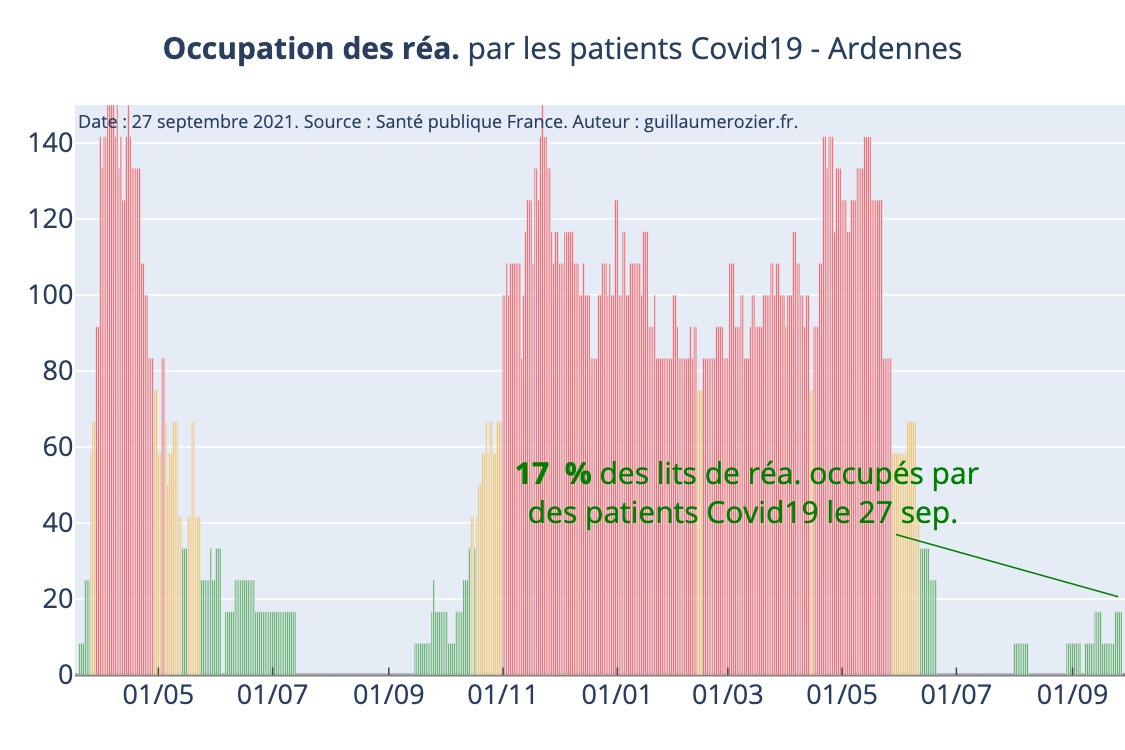 Occupation des réa. par les patients Covid19 - Ardennes
Date : 27 septembre 2021. Source : Santé publique France. Auteur : guillaumerozier.fr.
140
120
100
80
60
40
20
0
17 % des lits de réa. occupés par
des patients Covid19 le 27 sep.
01/05 01/07 01/09 01/11 01/01 01/03 01/05 01/07 01/09